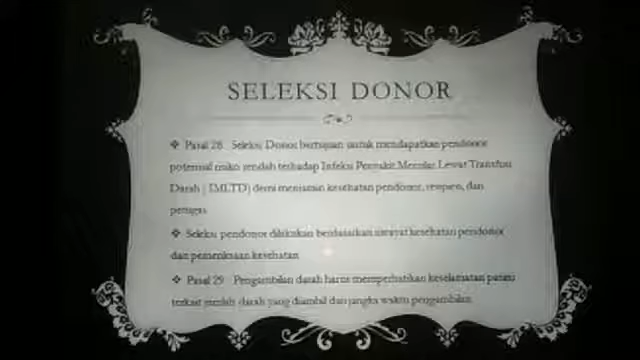 SELEKSI DONOR
❖ Pasal 28 Seleksi Donor bertujuan untuk mendapatkan pendonor
potensial risiko rendah terhadap Infeksi Penyakit Menular Lewat Transfusi
Darah ( IMLTD) demi menjamin kesehatan pendonor, resipien, dan
petugas
❖ Seleksi pendonor dilakukan berdasarkan riwayat kesehatan pendonor
dan pemeriksaan kesehatan
❖ Pasal 29 Pengambilan darah harus memperhatikan keselamatan pasien
terkait jumlah darah yang diambil dan jangka waktu pengambilan